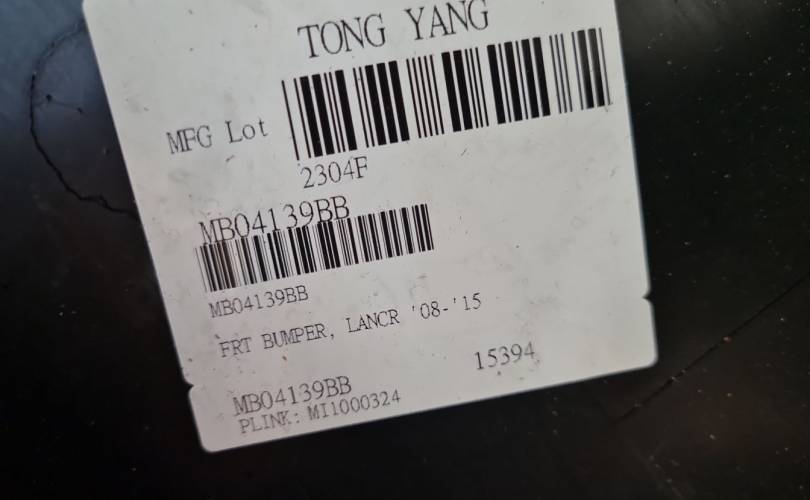 TONG YANG
MFG Lot
2304F
MB04139BB
MB04139BB
FRT BUMPER, LANCR '08-'15
15394
MB04139BB
PLINK: MI1000324